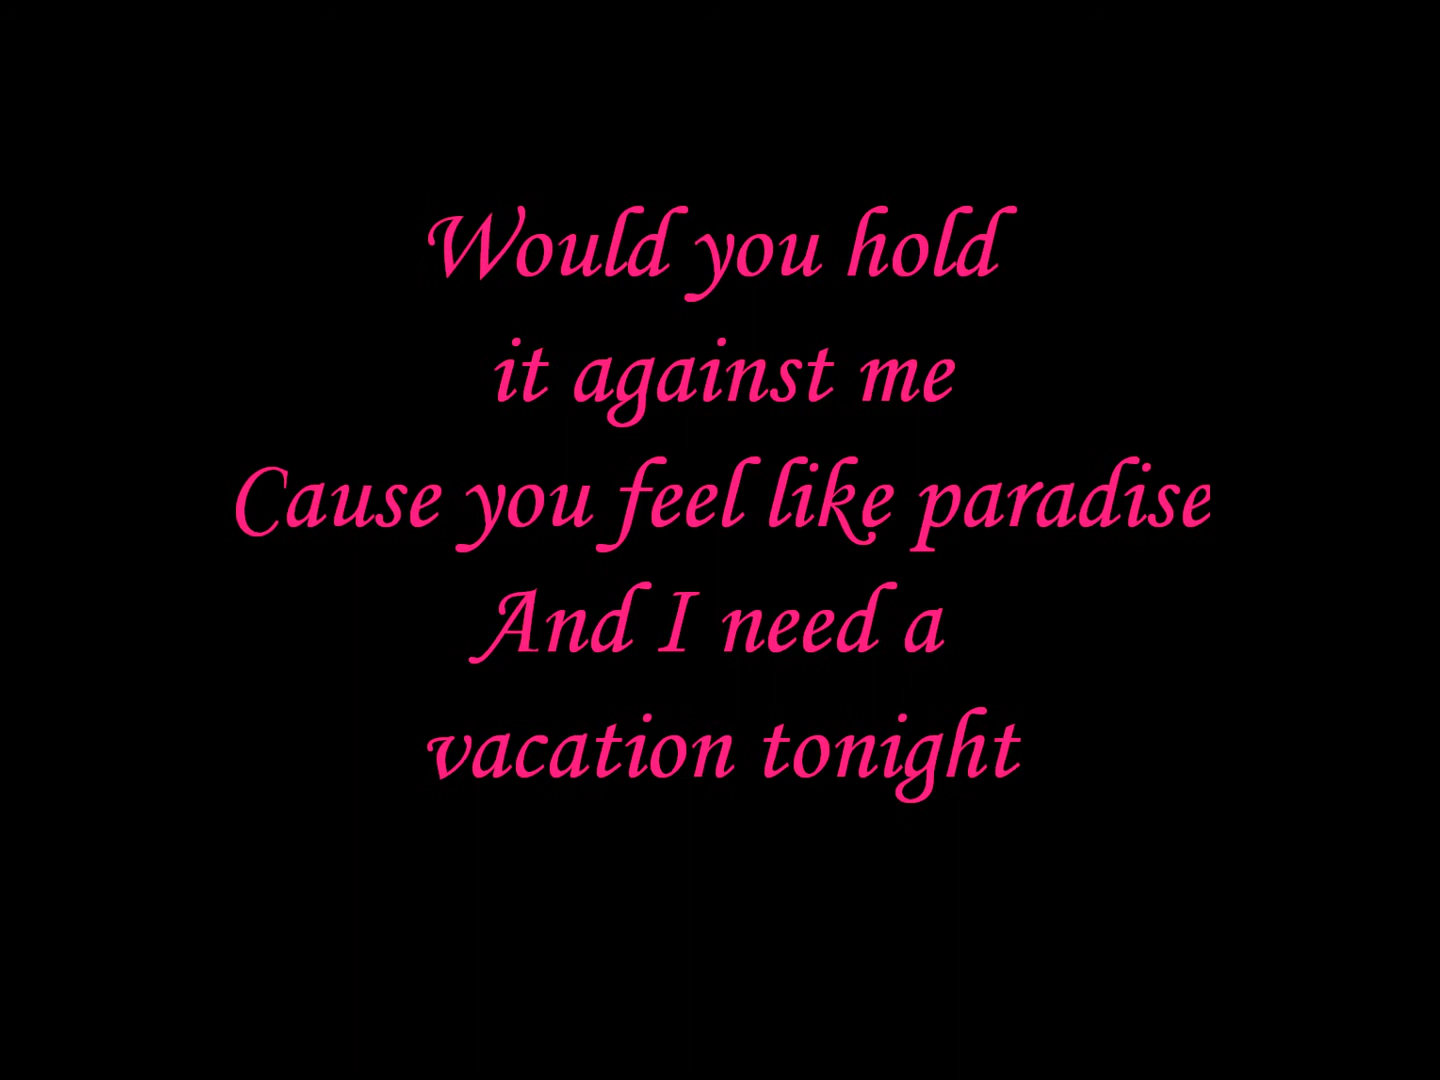 Would you hold
it against me
Cause you feel like paradise
And I need a
vacation tonight